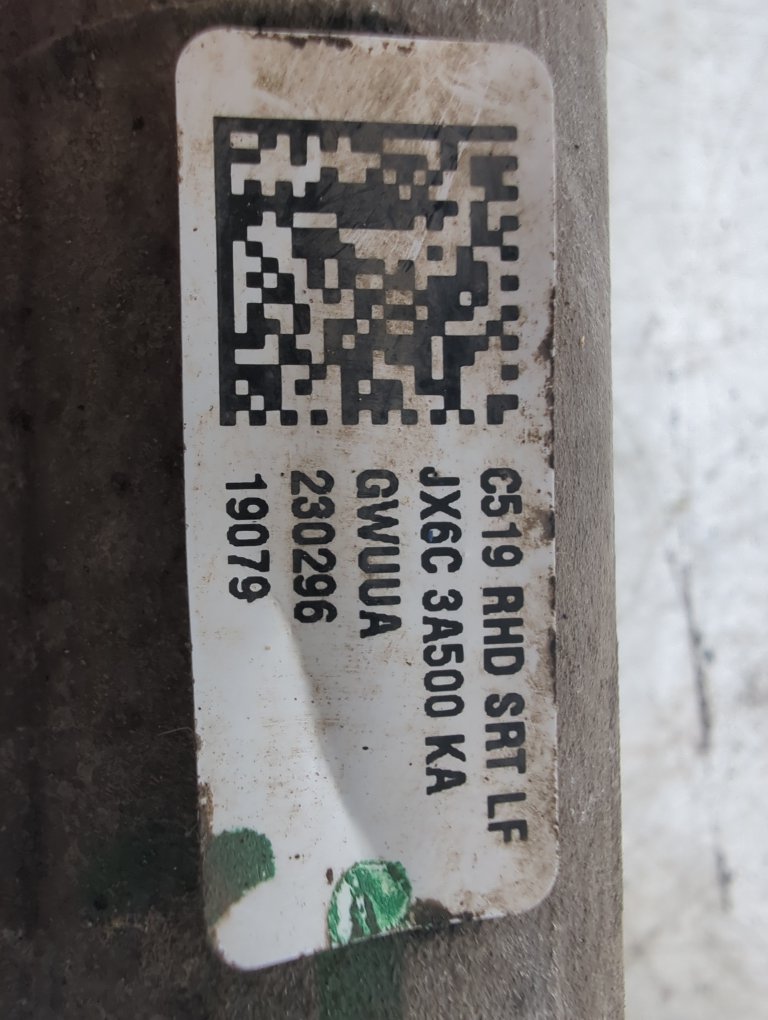 C519 RHD SRT LF
JX6C 3A500 KA
GWUUA
230296
19079